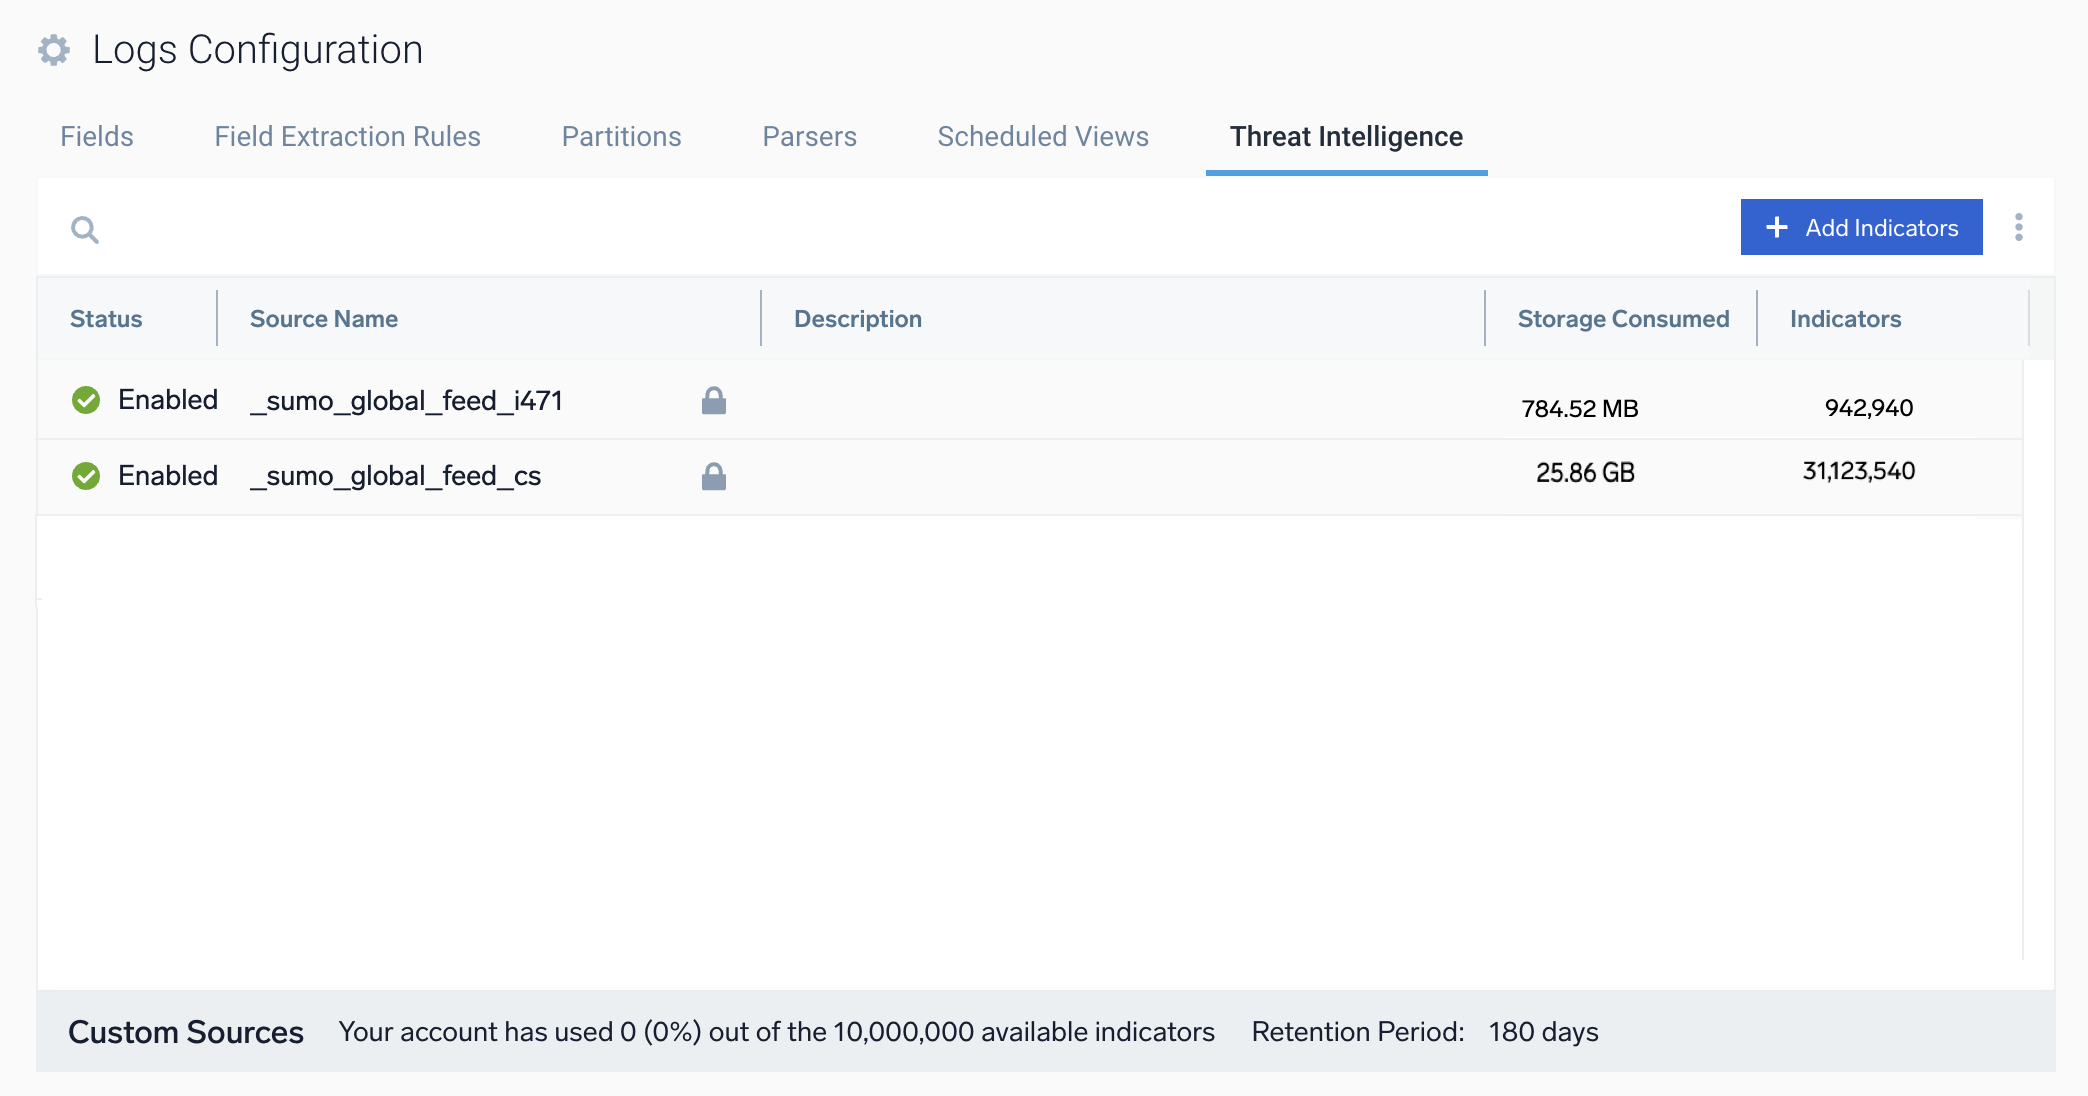 Logs Configuration
Fields Field Extraction Rules Partitions Parsers Scheduled Views Threat Intelligence
Add Indicators
Status Source Name Description Storage Consumed Indicators
Enabled _sumo_global_feed_i471 784.52 MB 942,940
Enabled _sumo_global_feed_cs 25.86 GB 31,123,540
Custom Sources Your account has used 0 (0%) out of the 10,000,000 available indicators Retention Period: 180 days